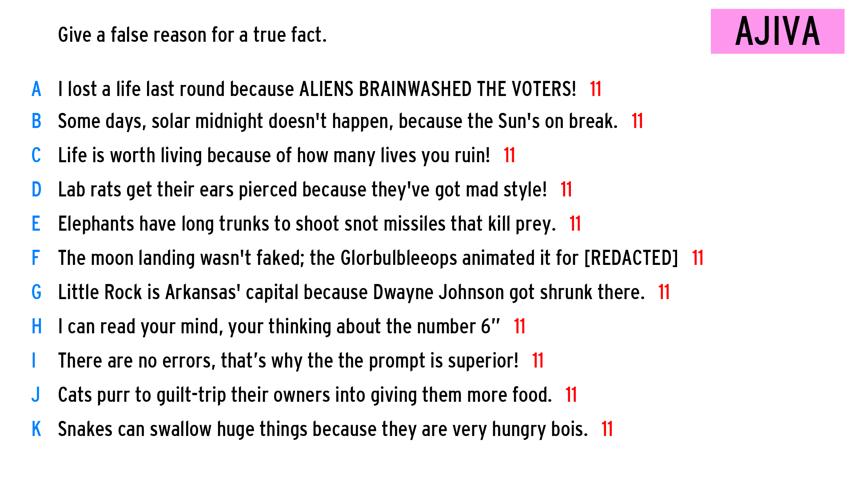 Give a false reason for a true fact.
AJIVA
A I lost a life last round because ALIENS BRAINWASHED THE VOTERS! 11
B Some days, solar midnight doesn't happen, because the Sun's on break. 11
C Life is worth living because of how many lives you ruin! 11
D Lab rats get their ears pierced because they've got mad style! 11
E Elephants have long trunks to shoot snot missiles that kill prey. 11
F The moon landing wasn't faked; the Glorbulbleeops animated it for [REDACTED] 11
G Little Rock is Arkansas' capital because Dwayne Johnson got shrunk there. 11
H I can read your mind, your thinking about the number 6” 11
I There are no errors, that’s why the the prompt is superior! 11
J Cats purr to guilt-trip their owners into giving them more food. 11
K Snakes can swallow huge things because they are very hungry bois. 11